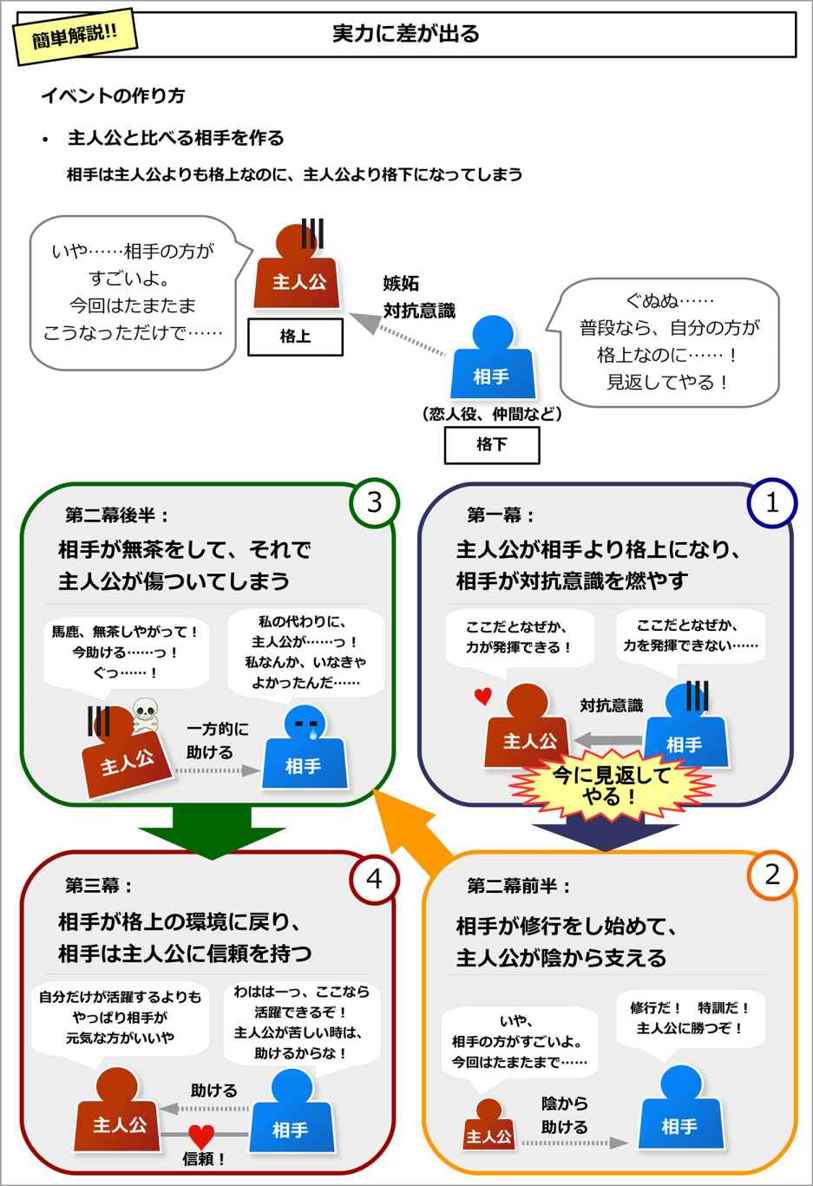 簡単解説!!
実力に差が出る
イベントの作り方
・ 主人公と比べる相手を作る
相手は主人公よりも格上なのに、主人公より格下になってしまう
いや……相手の方が
すごいよ。
今回はたまたま
こうなっただけで……
主人公
格上
嫉妬
対抗意識
ぐぬぬ……
普段なら、自分の方が
格上なのに……！
見返してやる！
相手
（恋人役、仲間など）
格下
1
第一幕：
主人公が相手より格上になり、
相手が対抗意識を燃やす
ここだとなぜか、
力が発揮できる！
ここだとなぜか、
力を発揮できない……
主人公
対抗意識
相手
今に見返して
やる！
2
第二幕前半：
相手が修行をし始めて、
主人公が陰から支える
いや、
相手の方がすごいよ。
今回はたまたまで……
修行だ！　特訓だ！
主人公に勝つぞ！
主人公
陰から
助ける
相手
3
第二幕後半：
相手が無茶をして、それで
主人公が傷ついてしまう
馬鹿、無茶しやがって！
今助ける……っ！
ぐっ……！
私の代わりに、
主人公が……っ！
私なんか、いなきゃ
よかったんだ……
主人公
一方的に
助ける
相手
4
第三幕：
相手が格上の環境に戻り、
相手は主人公に信頼を持つ
自分だけが活躍するよりも
やっぱり相手が
元気な方がいいや
わははーっ、ここなら
活躍できるぞ！
主人公が苦しい時は、
助けるからな！
主人公
助ける
信頼！
相手